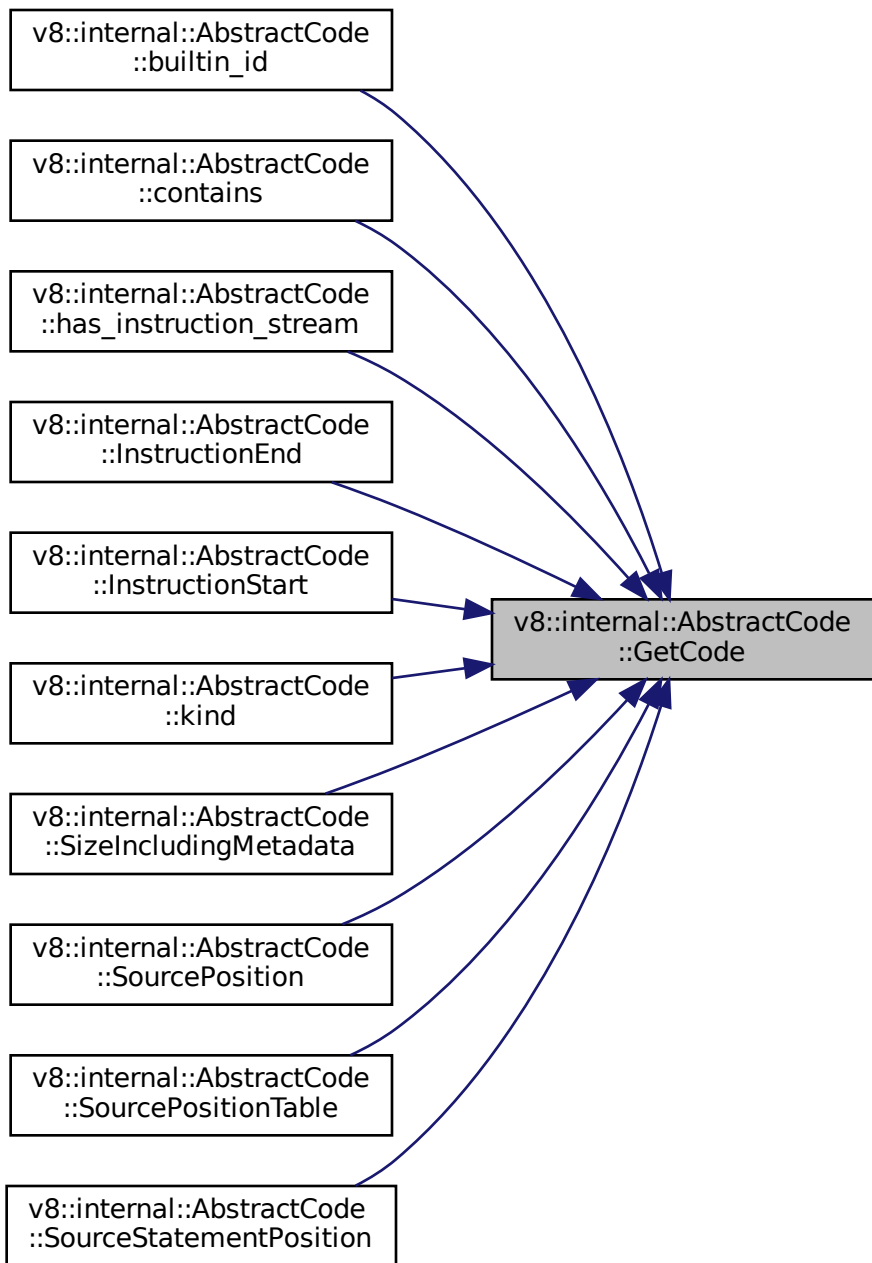 v8::internal::AbstractCode
::builtin_id
v8::internal::AbstractCode
::contains
v8::internal::AbstractCode
::has_instruction_stream
v8::internal::AbstractCode
::InstructionEnd
v8::internal::AbstractCode
::InstructionStart
v8::internal::AbstractCode
::GetCode
v8::internal::AbstractCode
::kind
v8::internal::AbstractCode
::SizeIncludingMetadata
v8::internal::AbstractCode
::SourcePosition
v8::internal::AbstractCode
::SourcePositionTable
v8::internal::AbstractCode
::SourceStatementPosition